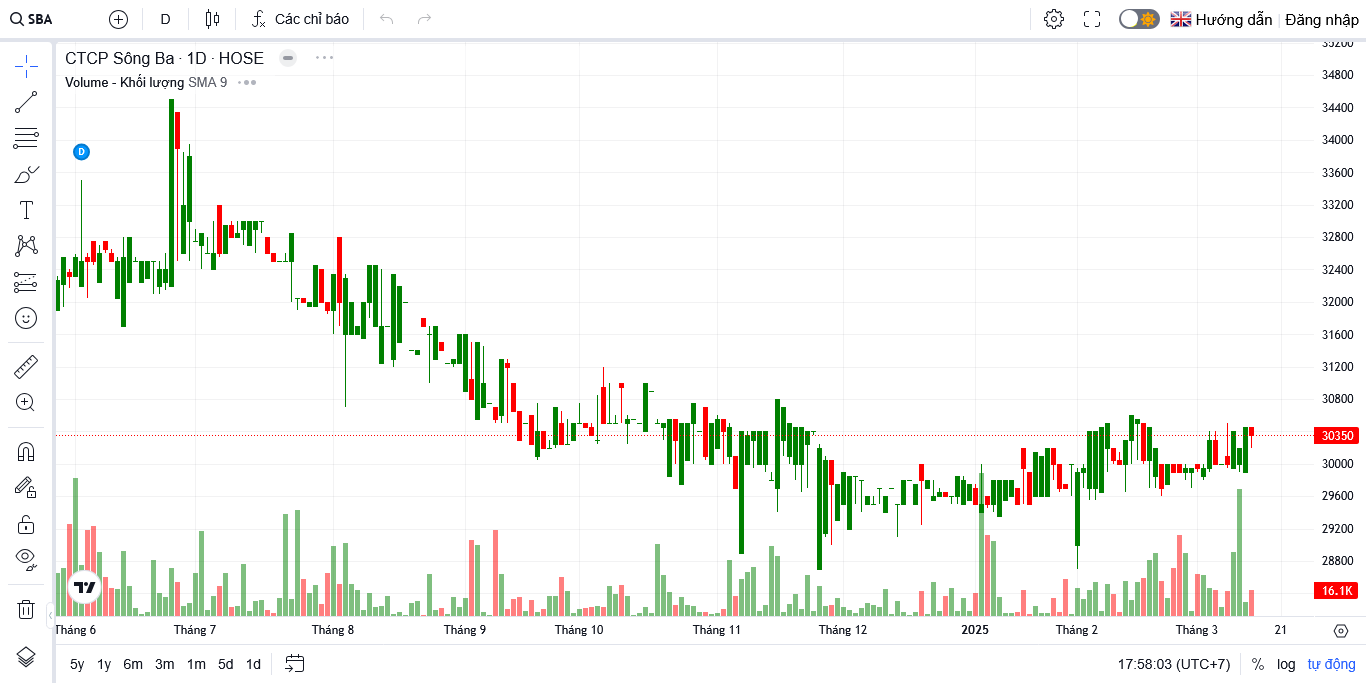 SBA
D
Các chỉ báo
Hướng dẫn
Đăng nhập
CTCP Sông Ba · 1D · HOSE
Volume - Khối lượng SMA 9
D
35200
34800
34400
34000
33600
33200
32800
32400
32000
31600
31200
30800
30350
30000
29600
29200
28800
16.1K
Tháng 6
Tháng 7
Tháng 8
Tháng 9
Tháng 10
Tháng 11
Tháng 12
2025
Tháng 2
Tháng 3
21
5y 1y 6m 3m 1m 5d 1d
17:58:03 (UTC+7)
% log tự động